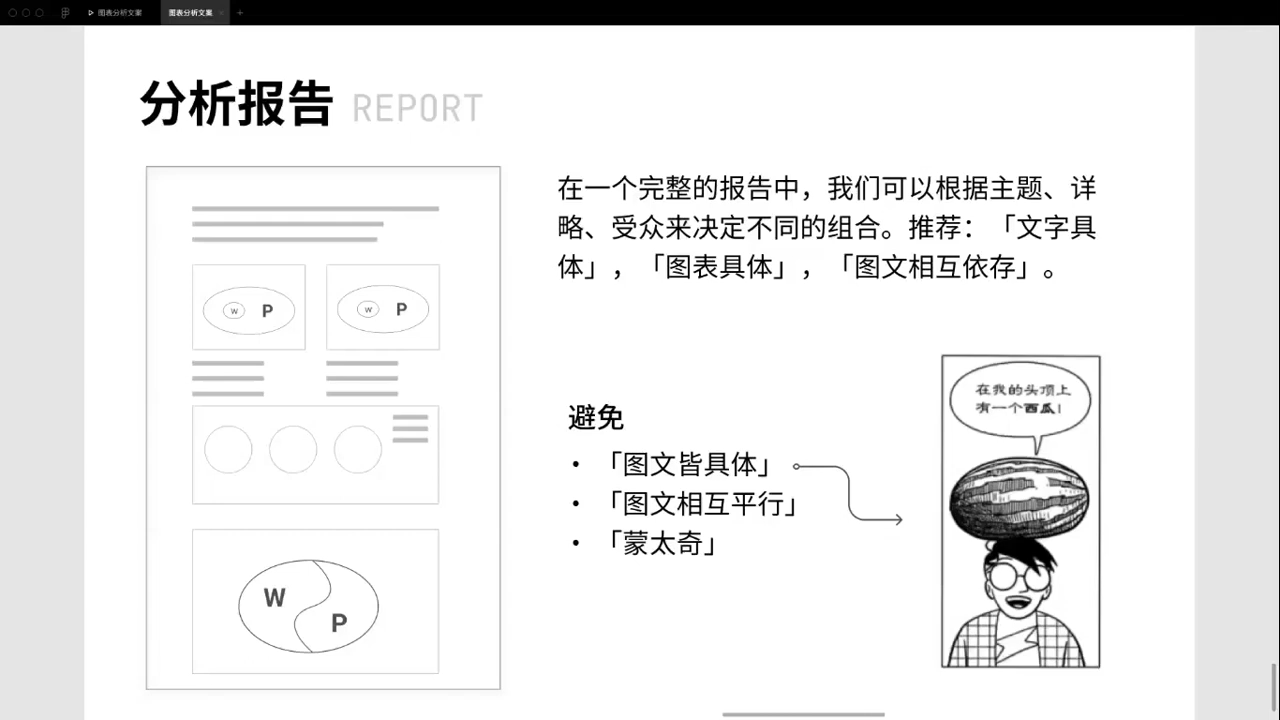 图表分析文案
图表分析文案
分析报告 REPORT
在一个完整的报告中，我们可以根据主题、详
略、受众来决定不同的组合。推荐：「文字具
体」，「图表具体」，「图文相互依存」。
W P
W P
W
P
避免
• 「图文皆具体」
• 「图文相互平行」
• 「蒙太奇」
在我的头顶上
有一个西瓜！